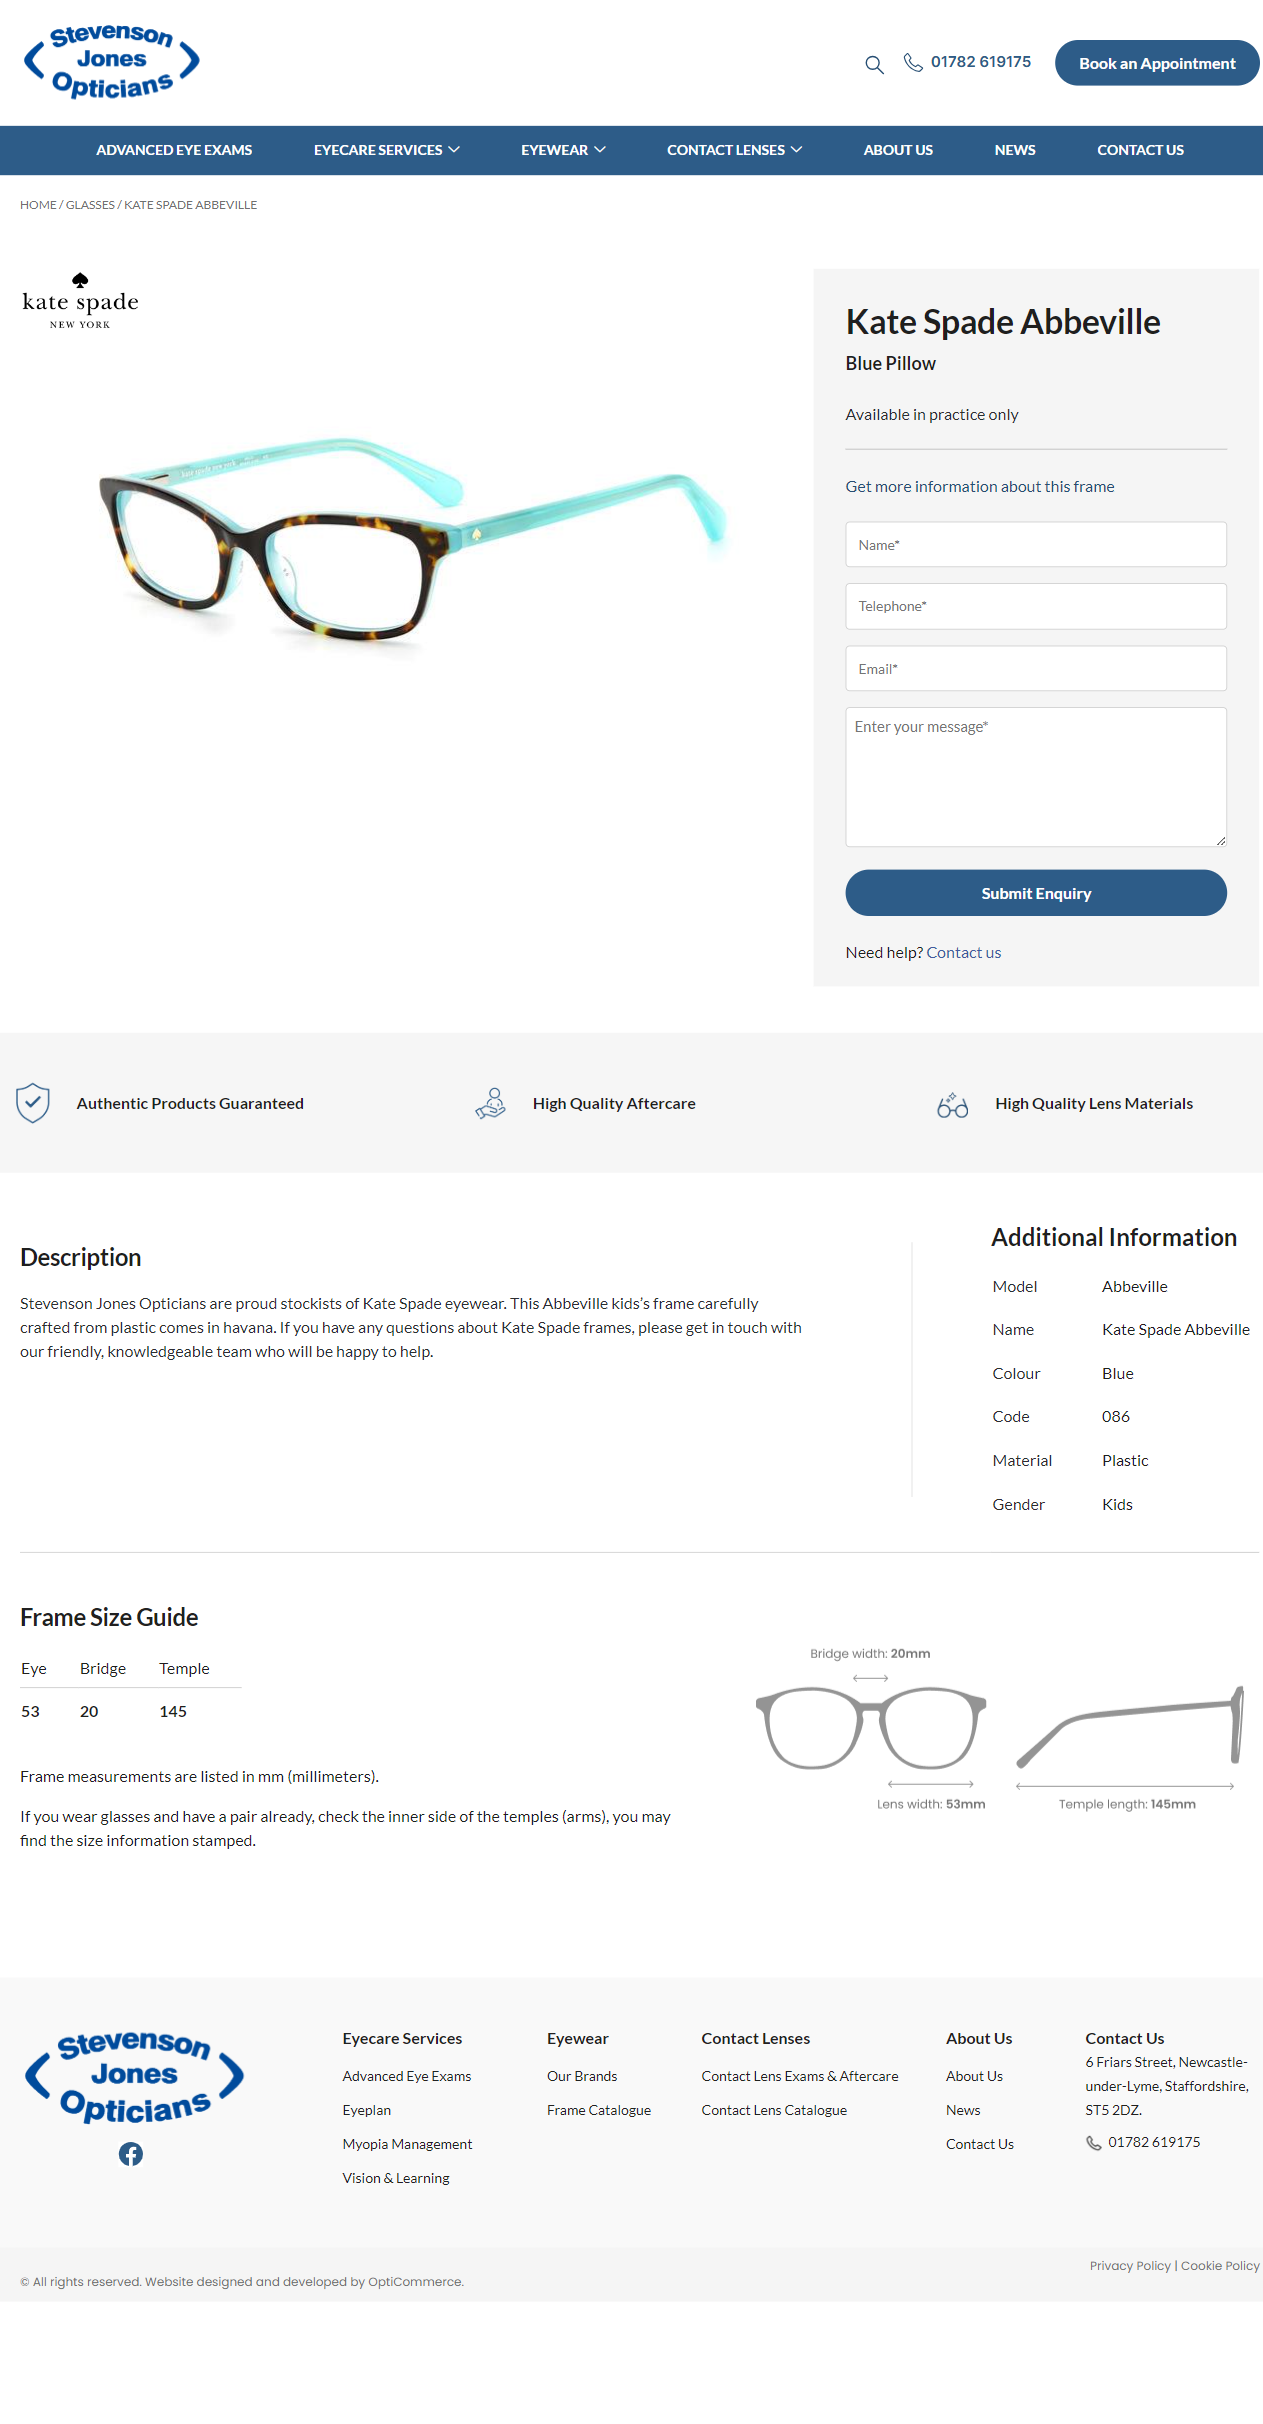 Stevenson
Jones
Opticians
01782 619175
Book an Appointment
ADVANCED EYE EXAMS
EYECARE SERVICES
EYEWEAR
CONTACT LENSES
ABOUT US
NEWS
CONTACT US
HOME / GLASSES / KATE SPADE ABBEVILLE
kate spade
NEW YORK
Kate Spade Abbeville
Blue Pillow
Available in practice only
Get more information about this frame
Name*
Telephone*
Email*
Enter your message*
Submit Enquiry
Need help? Contact us
Authentic Products Guaranteed
High Quality Aftercare
High Quality Lens Materials
Description
Stevenson Jones Opticians are proud stockists of Kate Spade eyewear. This Abbeville kids’s frame carefully
crafted from plastic comes in havana. If you have any questions about Kate Spade frames, please get in touch with
our friendly, knowledgeable team who will be happy to help.
Additional Information
Model Abbeville
Name Kate Spade Abbeville
Colour Blue
Code 086
Material Plastic
Gender Kids
Frame Size Guide
Eye Bridge Temple
53 20 145
Frame measurements are listed in mm (millimeters).
If you wear glasses and have a pair already, check the inner side of the temples (arms), you may
find the size information stamped.
Bridge width: 20mm
Lens width: 53mm
Temple length: 145mm
Stevenson
Jones
Opticians
Eyecare Services
Advanced Eye Exams
Eyeplan
Myopia Management
Vision & Learning
Eyewear
Our Brands
Frame Catalogue
Contact Lenses
Contact Lens Exams & Aftercare
Contact Lens Catalogue
About Us
About Us
News
Contact Us
Contact Us
6 Friars Street, Newcastle-
under-Lyme, Staffordshire,
ST5 2DZ.
01782 619175
© All rights reserved. Website designed and developed by OptiCommerce.
Privacy Policy | Cookie Policy